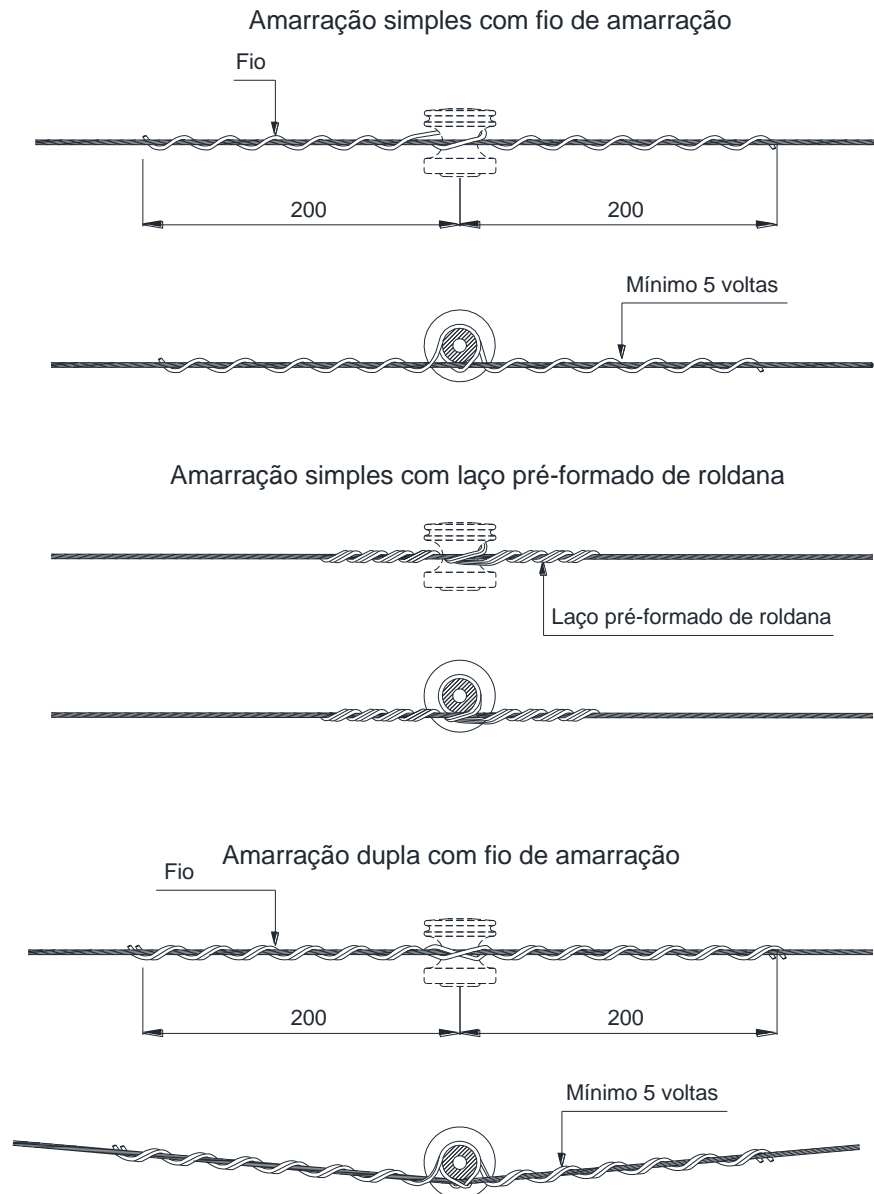 Amarração simples com fio de amarração
Fio
200 200
Mínimo 5 voltas
Amarração simples com laço pré-formado de roldana
Laço pré-formado de roldana
Amarração dupla com fio de amarração
Fio
200 200
Mínimo 5 voltas